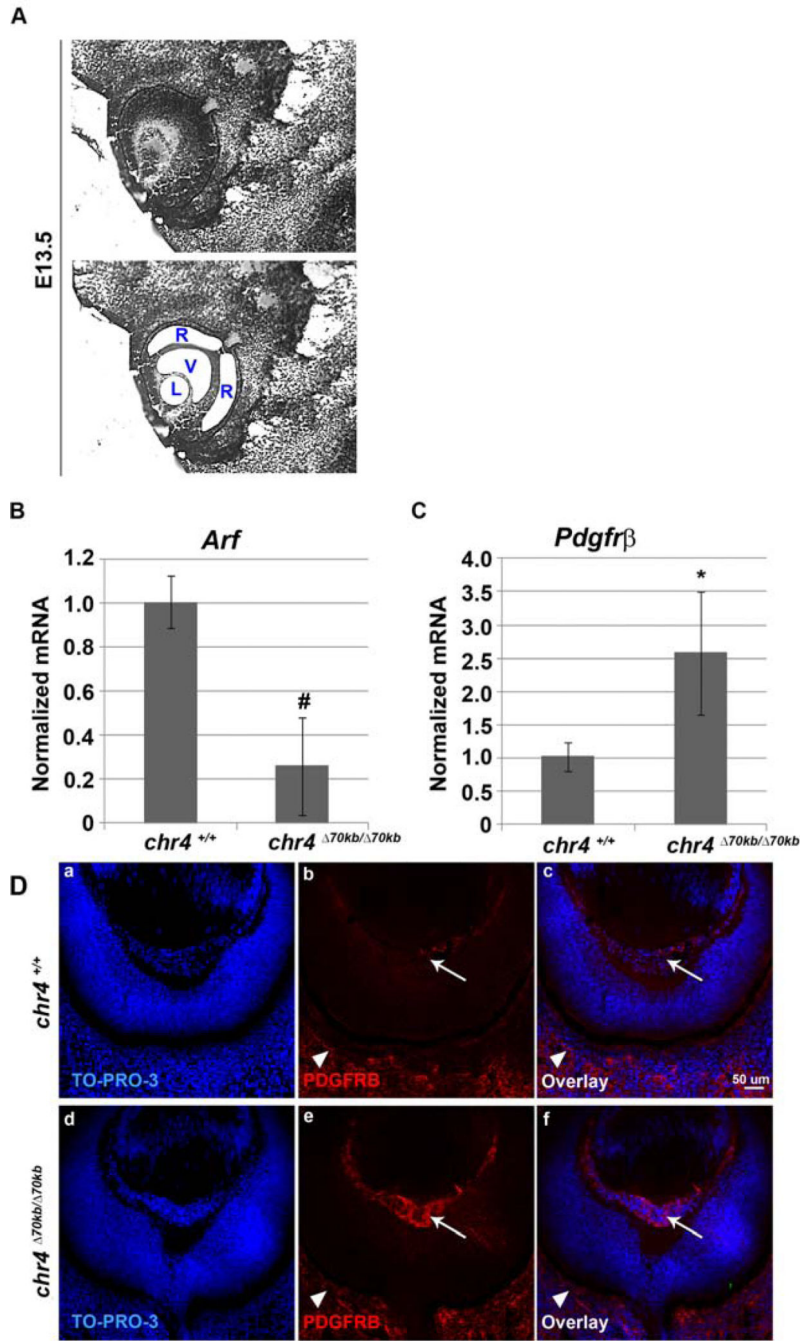 A
E13.5
R
V
L
R
B
Arf
Normalized mRNA
1.2
1.0
0.8
0.6
0.4
0.2
0
#
chr4 +/+
chr4 Δ70kb/Δ70kb
C
Pdgfrβ
Normalized mRNA
4.0
3.5
3.0
2.5
2.0
1.5
1.0
0.5
0
*
chr4 +/+
chr4 Δ70kb/Δ70kb
D
chr4 +/+
a
TO-PRO-3
b
PDGFRB
c
Overlay
50 um
chr4 Δ70kb/Δ70kb
d
TO-PRO-3
e
PDGFRB
f
Overlay